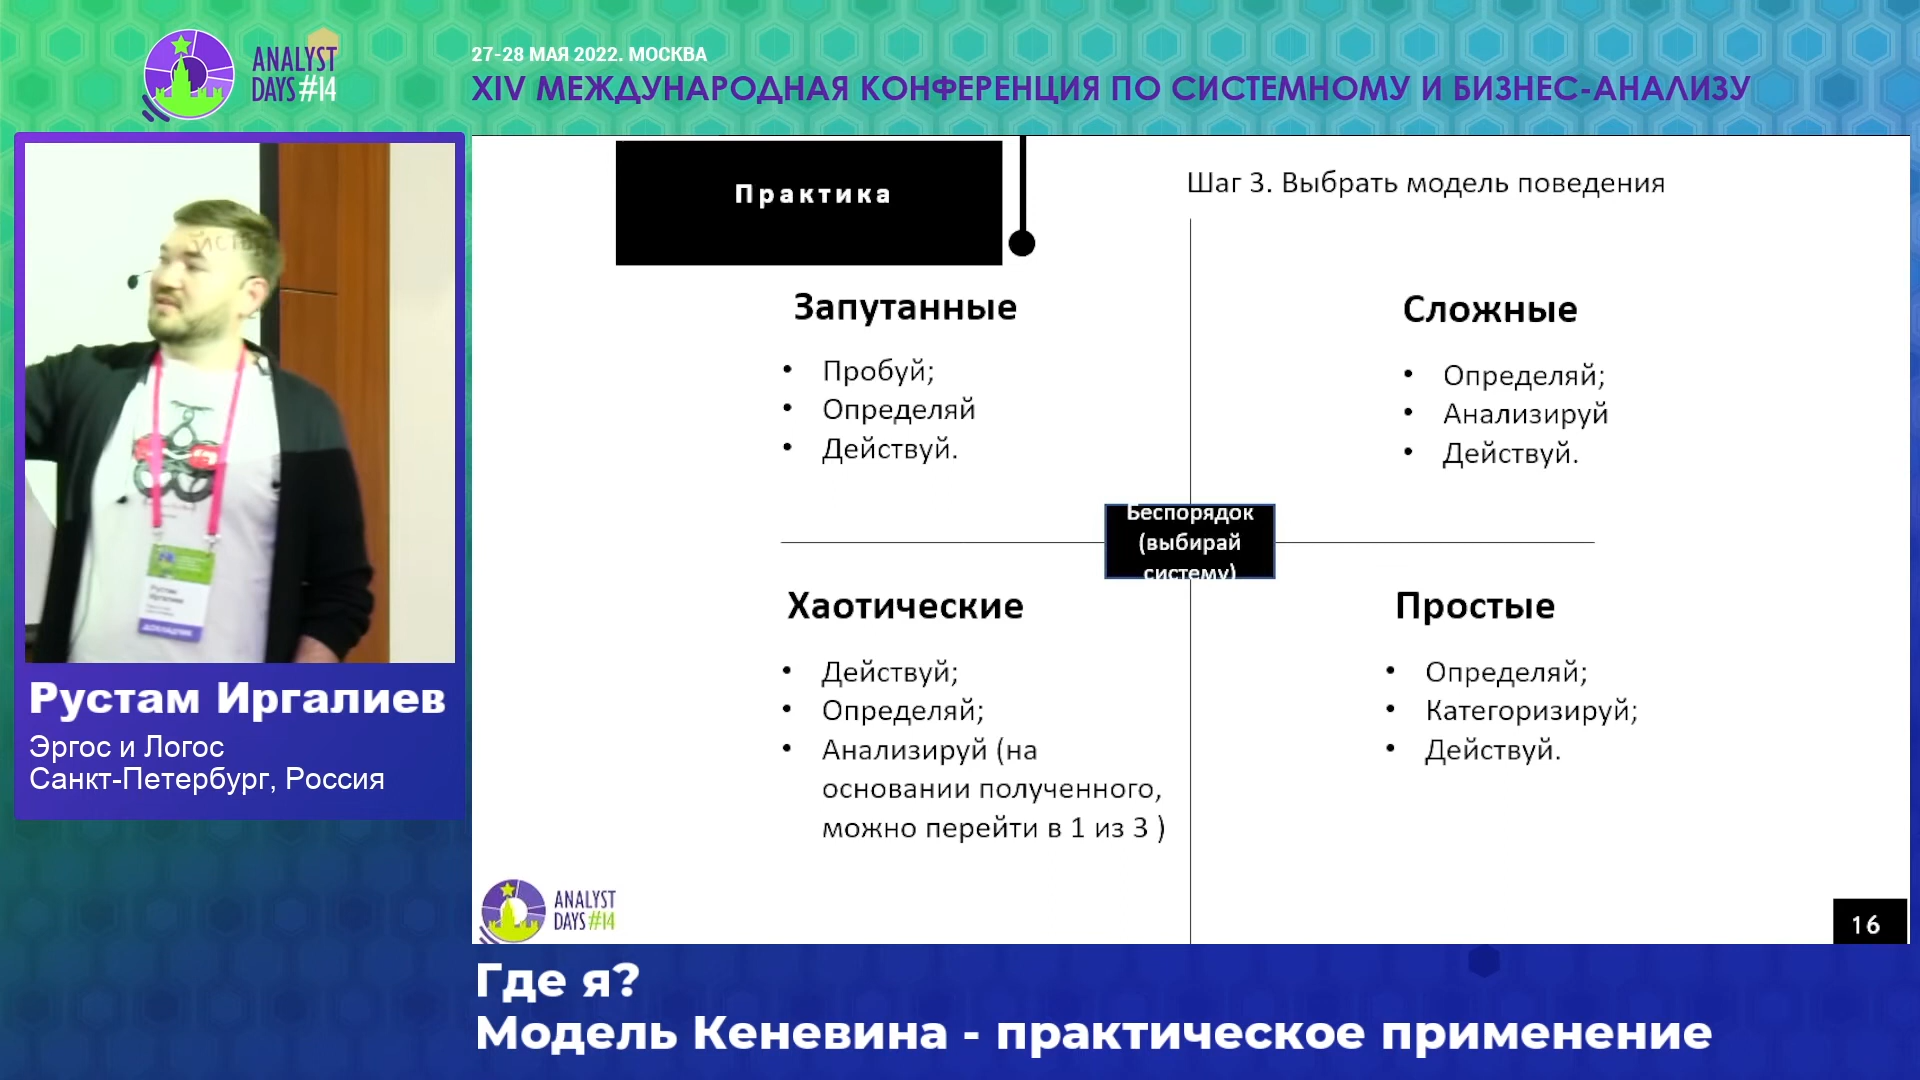 ANALYST
DAYS #14
27-28 МАЯ 2022. МОСКВА
XIV МЕЖДУНАРОДНАЯ КОНФЕРЕНЦИЯ ПО СИСТЕМНОМУ И БИЗНЕС-АНАЛИЗУ
Рустам Иргалиев
Эргос и Логос
Санкт-Петербург, Россия
Практика
Шаг 3. Выбрать модель поведения
Запутанные
• Пробуй;
• Определяй
• Действуй.
Сложные
• Определяй;
• Анализируй
• Действуй.
Беспорядок
(выбирай
систему)
Хаотические
• Действуй;
• Определяй;
• Анализируй (на
основании полученного,
можно перейти в 1 из 3 )
Простые
• Определяй;
• Категоризируй;
• Действуй.
ANALYST
DAYS #14
16
Где я?
Модель Кеневина - практическое применение